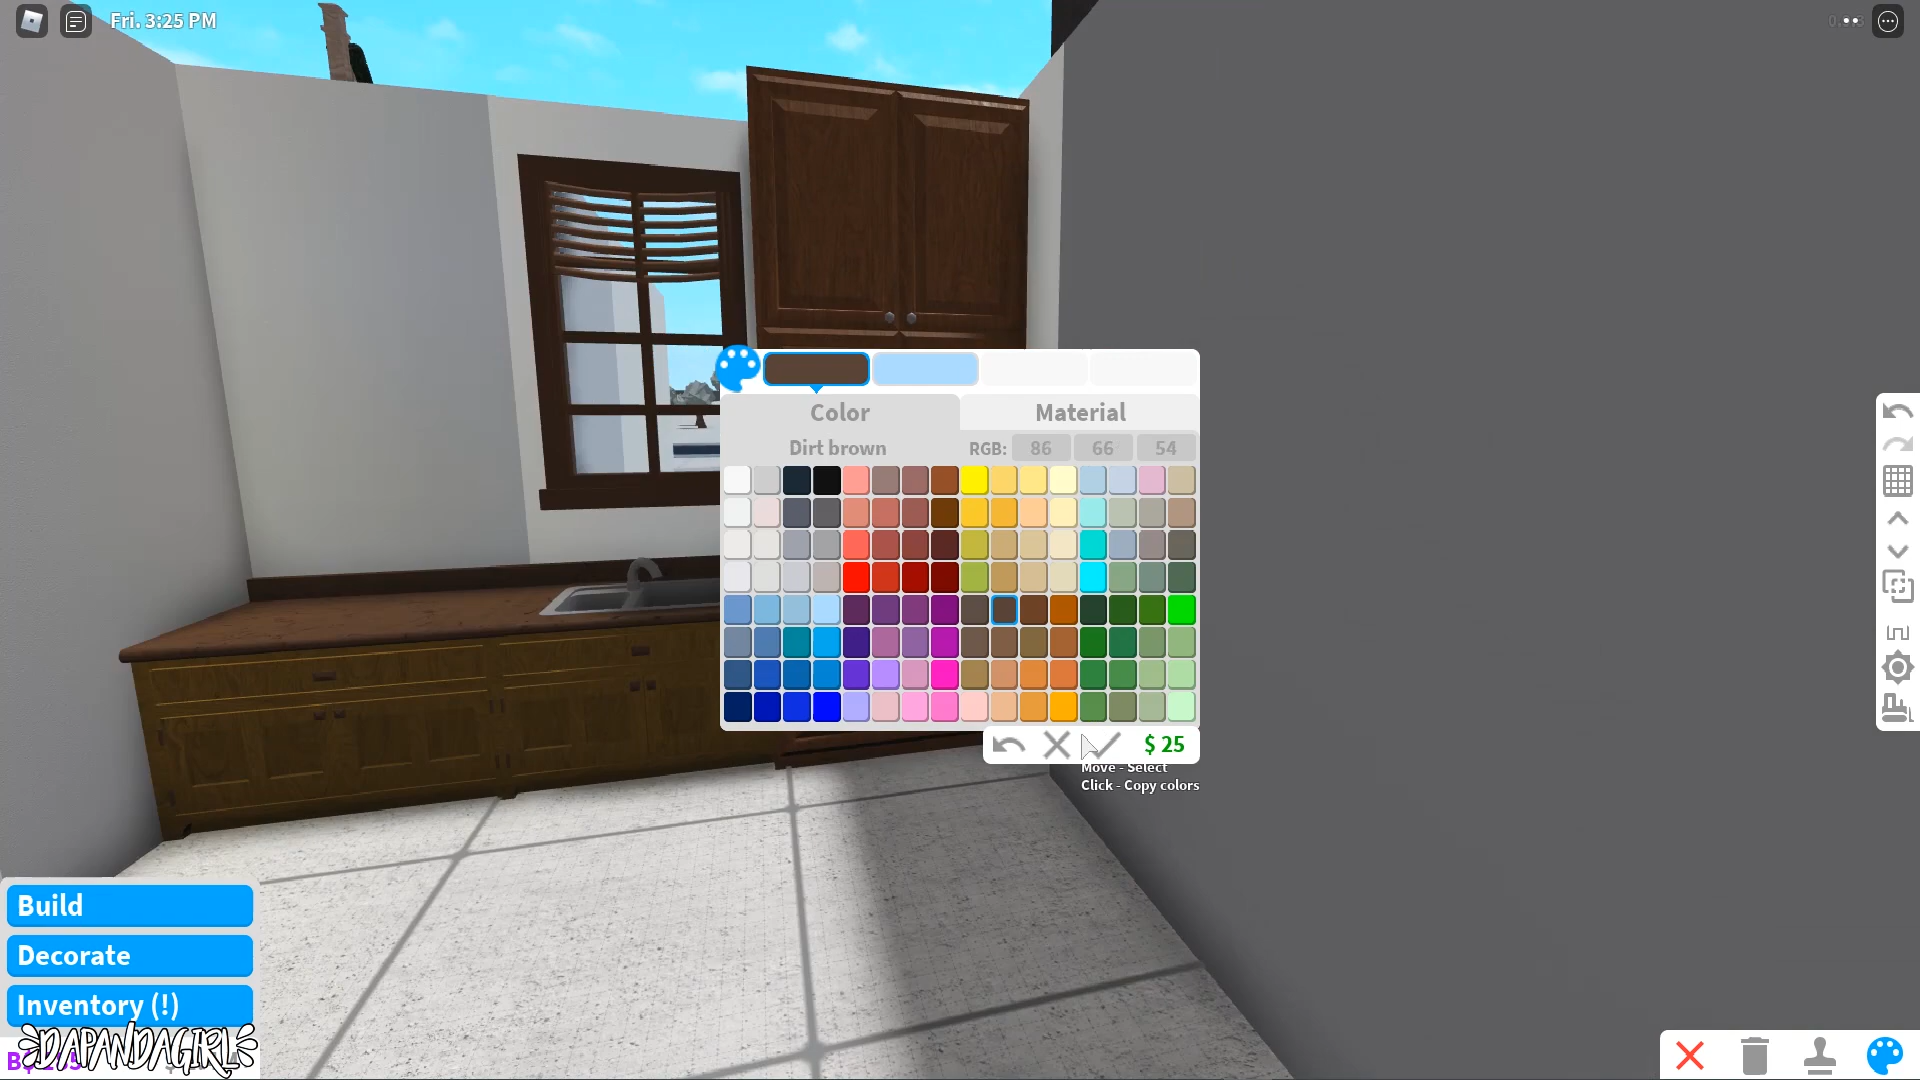 Fri. 3:25 PM
Color
Material
Dirt brown
RGB:
86
66
54
$ 25
Move - Select
Click - Copy colors
Build
Decorate
Inventory (!)
DAPANDAGIRL